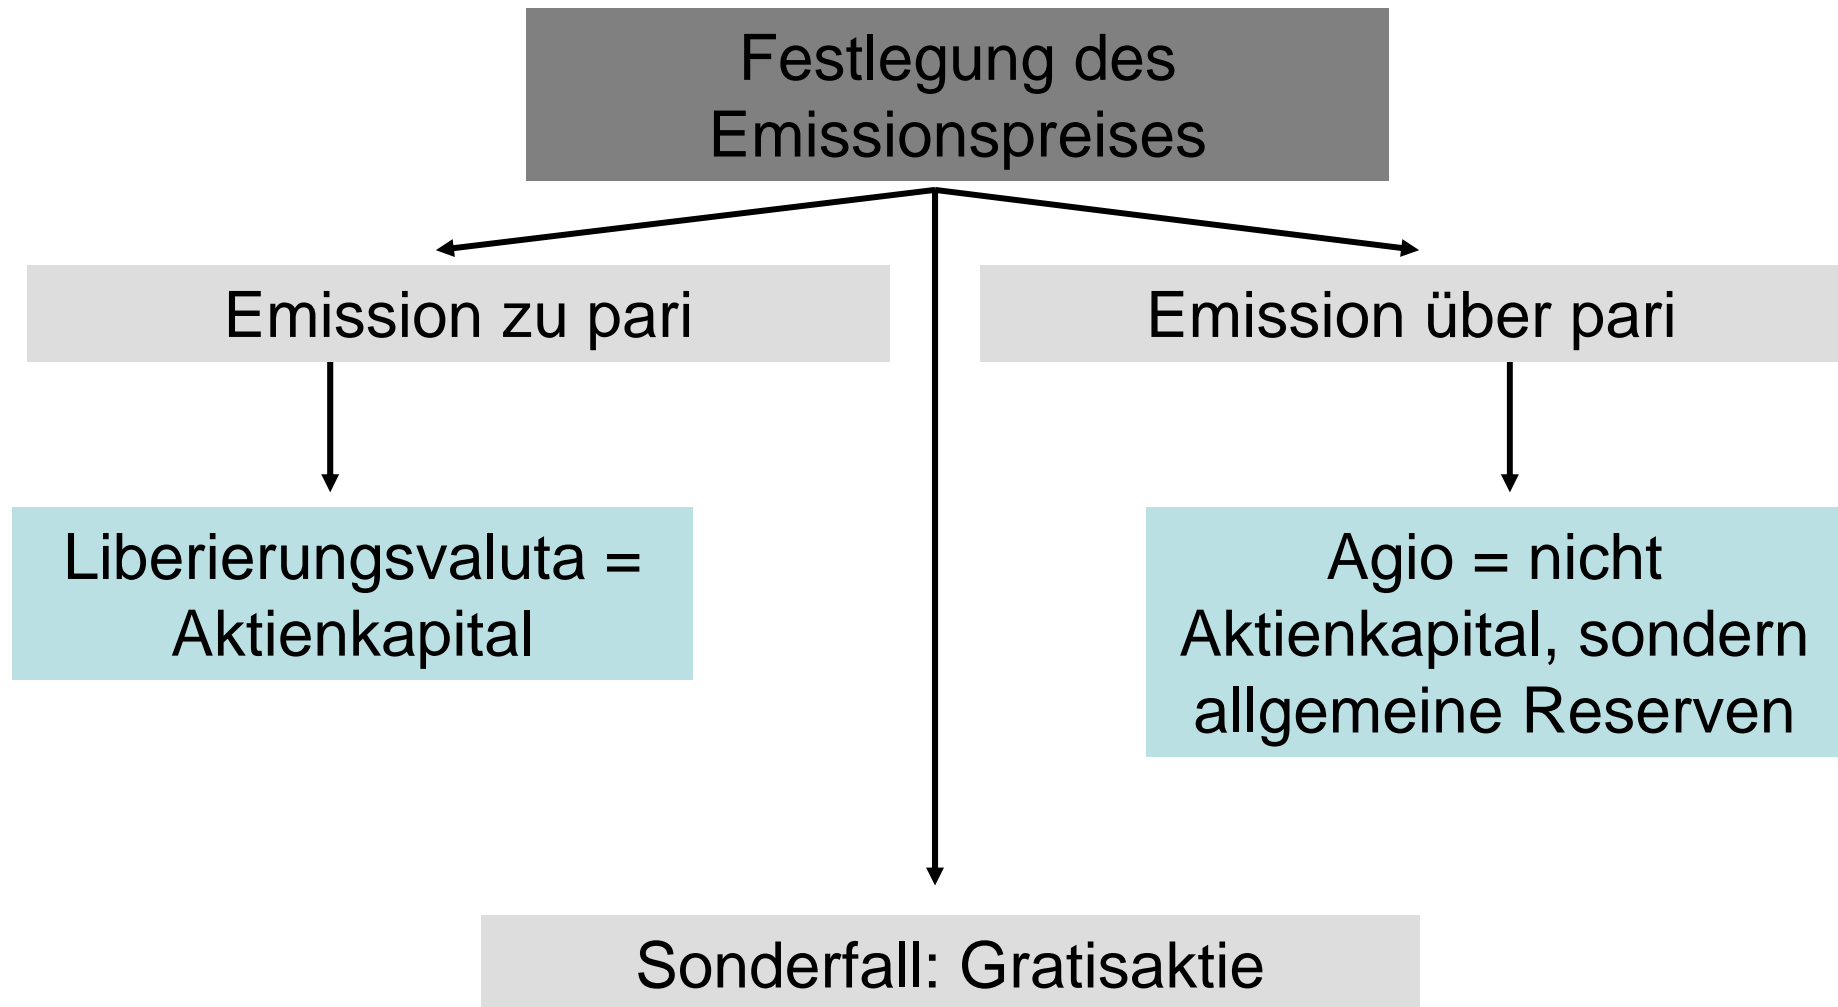 Festlegung des
Emissionspreises
Emission zu pari
Emission über pari
Liberierungsvaluta =
Aktienkapital
Agio = nicht
Aktienkapital, sondern
allgemeine Reserven
Sonderfall: Gratisaktie